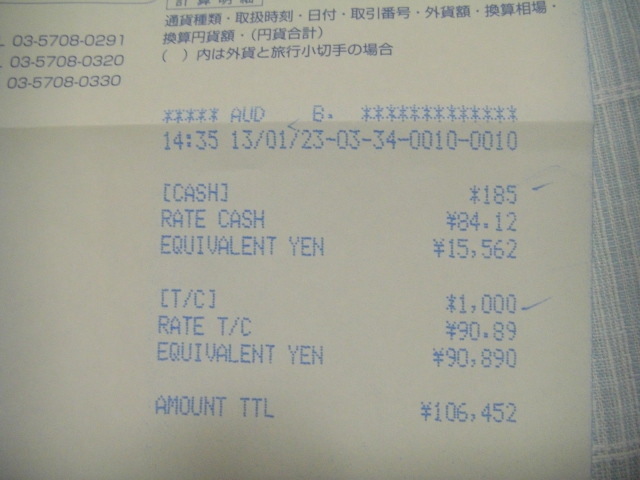 計算明細
通貨種類・取扱時刻・日付・取引番号・外貨額・換算相場・
換算円貨額・(円貨合計)
( )内は外貨と旅行小切手の場合
L 03-5708-0291
L 03-5708-0320
03-5708-0330
***** AUD B. *************
14:35 13/01/23-03-34-0010-0010
[CASH] *185
RATE CASH ¥84.12
EQUIVALENT YEN ¥15,562
[T/C] *1,000
RATE T/C ¥90.89
EQUIVALENT YEN ¥90,890
AMOUNT TTL ¥106,452